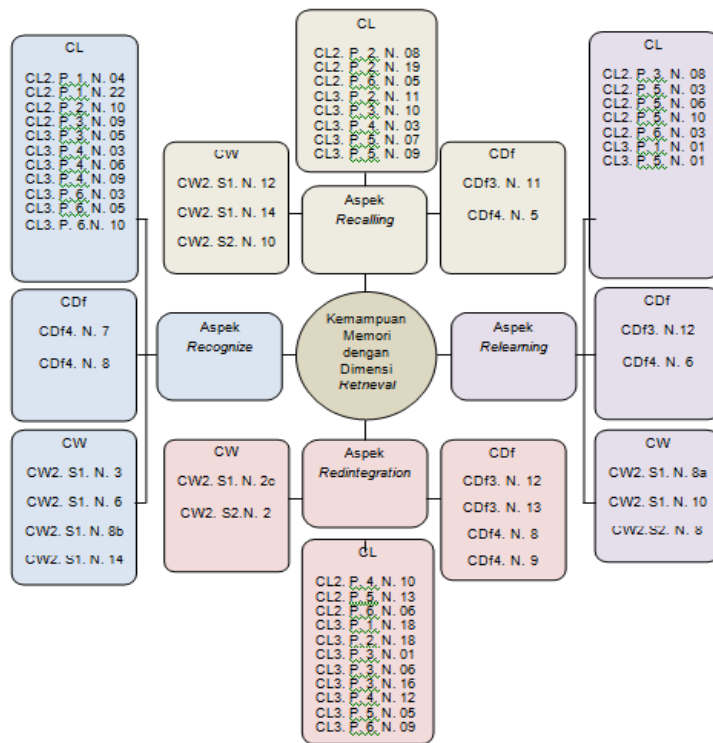 CL
CL2. P. 1. N. 04
CL2. P. 1. N. 22
CL2. P. 2. N. 10
CL2. P. 3. N. 09
CL3. P. 3. N. 05
CL3. P. 4. N. 03
CL3. P. 4. N. 06
CL3. P. 4. N. 09
CL3. P. 6. N. 03
CL3. P. 6. N. 05
CL3. P. 6.N. 10
CL
CL2. P. 2. N. 08
CL2. P. 2. N. 19
CL2. P. 6. N. 05
CL3. P. 2. N. 11
CL3. P. 3. N. 10
CL3. P. 4. N. 03
CL3. P. 5. N. 07
CL3. P. 5. N. 09
CL
CL2. P. 3. N. 08
CL2. P. 5. N. 03
CL2. P. 5. N. 06
CL2. P. 5. N. 10
CL2. P. 6. N. 03
CL3. P. 1. N. 01
CL3. P. 5. N. 01
CW
CW2. S1. N. 12
CW2. S1. N. 14
CW2. S2. N. 10
Aspek
Recalling
CDf
CDf3. N. 11
CDf4. N. 5
CDf
CDf4. N. 7
CDf4. N. 8
Aspek
Recognize
Kemampuan
Memori
dengan
Dimensi
Retrieval
Aspek
Relearning
CDf
CDf3. N.12
CDf4. N. 6
CW
CW2. S1. N. 3
CW2. S1. N. 6
CW2. S1. N. 8b
CW2. S1. N. 14
CW
CW2. S1. N. 2c
CW2. S2.N. 2
Aspek
Redintegration
CDf
CDf3. N. 12
CDf3. N. 13
CDf4. N. 8
CDf4. N. 9
CW
CW2. S1. N. 8a
CW2. S1. N. 10
CW2.S2. N. 8
CL
CL2. P. 4. N. 10
CL2. P. 5. N. 13
CL2. P. 6. N. 06
CL3. P. 1. N. 18
CL3. P. 2. N. 18
CL3. P. 3. N. 01
CL3. P. 3. N. 06
CL3. P. 3. N. 16
CL3. P. 4. N. 12
CL3. P. 5. N. 05
CL3. P. 6. N. 09